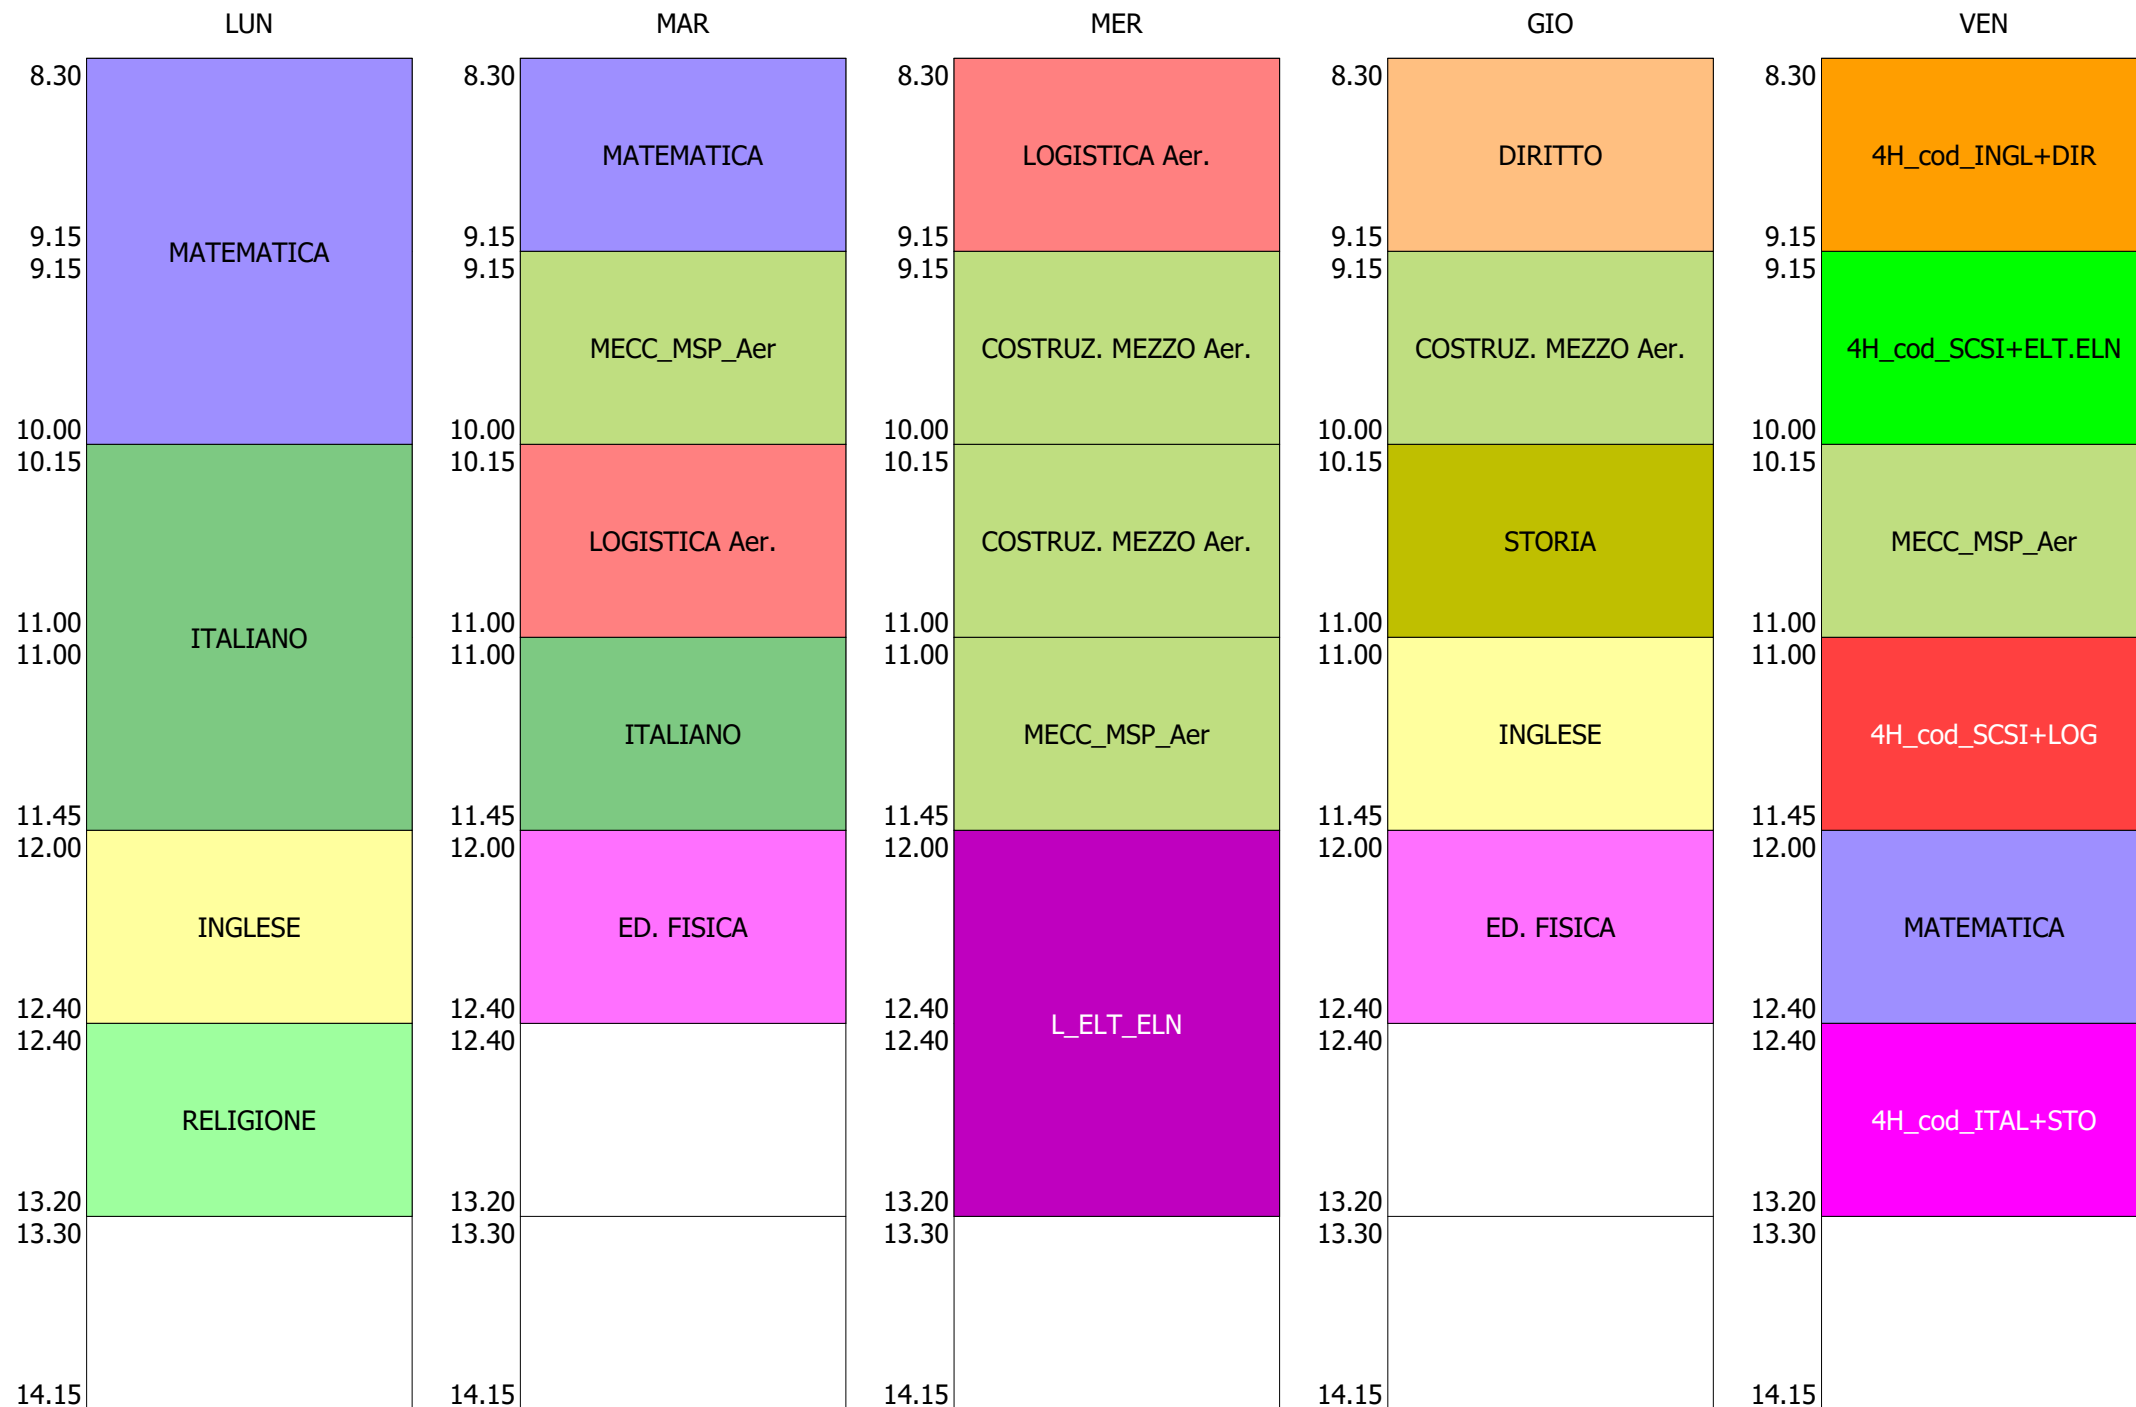 LUN
8.30
MATEMATICA
9.15
9.15
10.00
10.15
ITALIANO
11.00
11.00
11.45
12.00
INGLESE
12.40
12.40
RELIGIONE
13.20
13.30
14.15
MAR
8.30
MATEMATICA
9.15
9.15
MECC_MSP_Aer
10.00
10.15
LOGISTICA Aer.
11.00
11.00
ITALIANO
11.45
12.00
ED. FISICA
12.40
12.40
13.20
13.30
14.15
MER
8.30
LOGISTICA Aer.
9.15
9.15
COSTRUZ. MEZZO Aer.
10.00
10.15
COSTRUZ. MEZZO Aer.
11.00
11.00
MECC_MSP_Aer
11.45
12.00
L_ELT_ELN
12.40
12.40
13.20
13.30
14.15
GIO
8.30
DIRITTO
9.15
9.15
COSTRUZ. MEZZO Aer.
10.00
10.15
STORIA
11.00
11.00
INGLESE
11.45
12.00
ED. FISICA
12.40
12.40
13.20
13.30
14.15
VEN
8.30
4H_cod_INGL+DIR
9.15
9.15
4H_cod_SCSI+ELT.ELN
10.00
10.15
MECC_MSP_Aer
11.00
11.00
4H_cod_SCSI+LOG
11.45
12.00
MATEMATICA
12.40
12.40
4H_cod_ITAL+STO
13.20
13.30
14.15